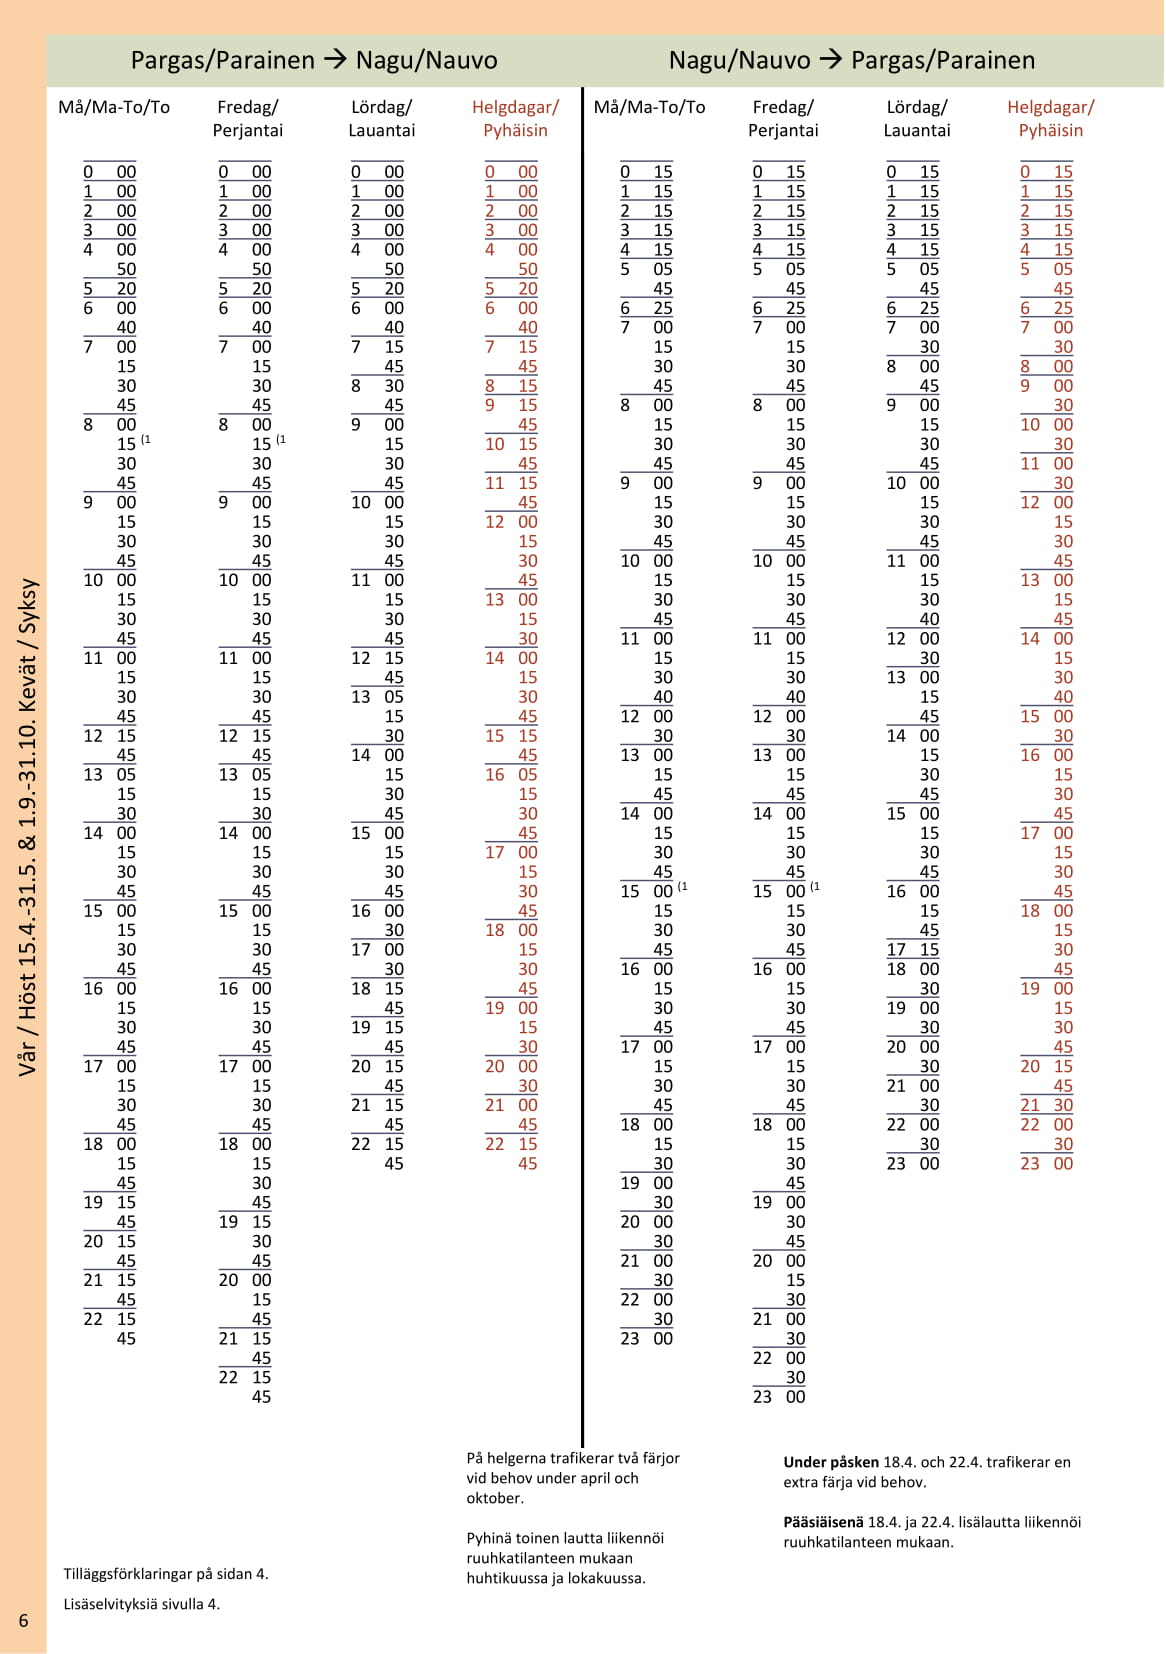 Pargas/Parainen → Nagu/Nauvo Nagu/Nauvo → Pargas/Parainen
Må/Ma-To/To Fredag/ Lördag/ Helgdagar/ Må/Ma-To/To Fredag/ Lördag/ Helgdagar/
Perjantai Lauantai Pyhäisin Perjantai Lauantai Pyhäisin
0 00 0 00 0 00 0 00 0 15 0 15 0 15 0 15
1 00 1 00 1 00 1 00 1 15 1 15 1 15 1 15
2 00 2 00 2 00 2 00 2 15 2 15 2 15 2 15
3 00 3 00 3 00 3 00 3 15 3 15 3 15 3 15
4 00 4 00 4 00 4 00 4 15 4 15 4 15 4 15
50 50 50 50 5 05 5 05 5 05 5 05
5 20 5 20 5 20 5 20 45 45 45 45
6 00 6 00 6 00 6 00 6 25 6 25 6 25 6 25
40 40 40 40 7 00 7 00 7 00 7 00
7 00 7 00 7 15 7 15 15 15 30 30
15 15 45 45 30 30 8 00 8 00
30 30 8 30 8 15 45 45 45 9 00
45 45 45 9 15 8 00 8 00 9 00 30
8 00 8 00 9 00 45 15 15 15 10 00
15 (1 15 (1 15 10 15 30 30 30 30
30 30 30 45 45 45 45 11 00
45 45 45 11 15 9 00 9 00 10 00 30
9 00 9 00 10 00 45 15 15 15 12 00
15 15 15 12 00 30 30 30 15
30 30 30 15 45 45 45 30
45 45 45 30 10 00 10 00 11 00 45
10 00 10 00 11 00 45 15 15 15 13 00
15 15 15 13 00 30 30 30 15
30 30 30 15 45 45 40 45
45 45 45 30 11 00 11 00 12 00 14 00
11 00 11 00 12 15 14 00 15 15 30 15
15 15 45 15 30 30 13 00 30
30 30 13 05 30 40 40 15 40
45 45 15 45 12 00 12 00 45 15 00
12 15 12 15 30 15 15 30 30 14 00 30
45 45 14 00 45 13 00 13 00 15 16 00
13 05 13 05 15 16 05 15 15 30 15
15 15 30 15 45 45 45 30
30 30 45 30 14 00 14 00 15 00 45
14 00 14 00 15 00 45 15 15 15 17 00
15 15 15 17 00 30 30 30 15
30 30 30 15 45 45 45 30
45 45 45 30 15 00 (1 15 00 (1 16 00 45
15 00 15 00 16 00 45 15 15 15 18 00
15 15 30 18 00 30 30 45 15
30 30 17 00 15 45 45 17 15 30
45 45 30 30 16 00 16 00 18 00 45
16 00 16 00 18 15 45 15 15 30 19 00
15 15 45 19 00 30 30 19 00 15
30 30 19 15 15 45 45 30 30
45 45 45 30 17 00 17 00 20 00 45
17 00 17 00 20 15 20 00 15 15 30 20 15
15 15 45 30 30 30 21 00 45
30 30 21 15 21 00 45 45 30 21 30
45 45 45 45 18 00 18 00 22 00 22 00
18 00 18 00 22 15 22 15 15 15 30 30
15 15 45 45 30 30 23 00 23 00
45 30 19 00 45
19 15 45 30 19 00
45 19 15 20 00 30
20 15 30 30 45
45 45 21 00 20 00
21 15 20 00 30 15
45 15 22 00 30
22 15 45 30 21 00
45 21 15 23 00 30
45 22 00
22 15 30
45 23 00
Vår / Höst 15.4.-31.5. & 1.9.-31.10. Kevät / Syksy
På helgerna trafikerar två färjor
vid behov under april och
oktober.
Pyhinä toinen lautta liikennöi
ruuhkatilanteen mukaan
huhtikuussa ja lokakuussa.
Under påsken 18.4. och 22.4. trafikerar en
extra färja vid behov.
Pääsiäisenä 18.4. ja 22.4. lisälautta liikennöi
ruuhkatilanteen mukaan.
Tilläggsförklaringar på sidan 4.
Lisäselvityksiä sivulla 4.
6